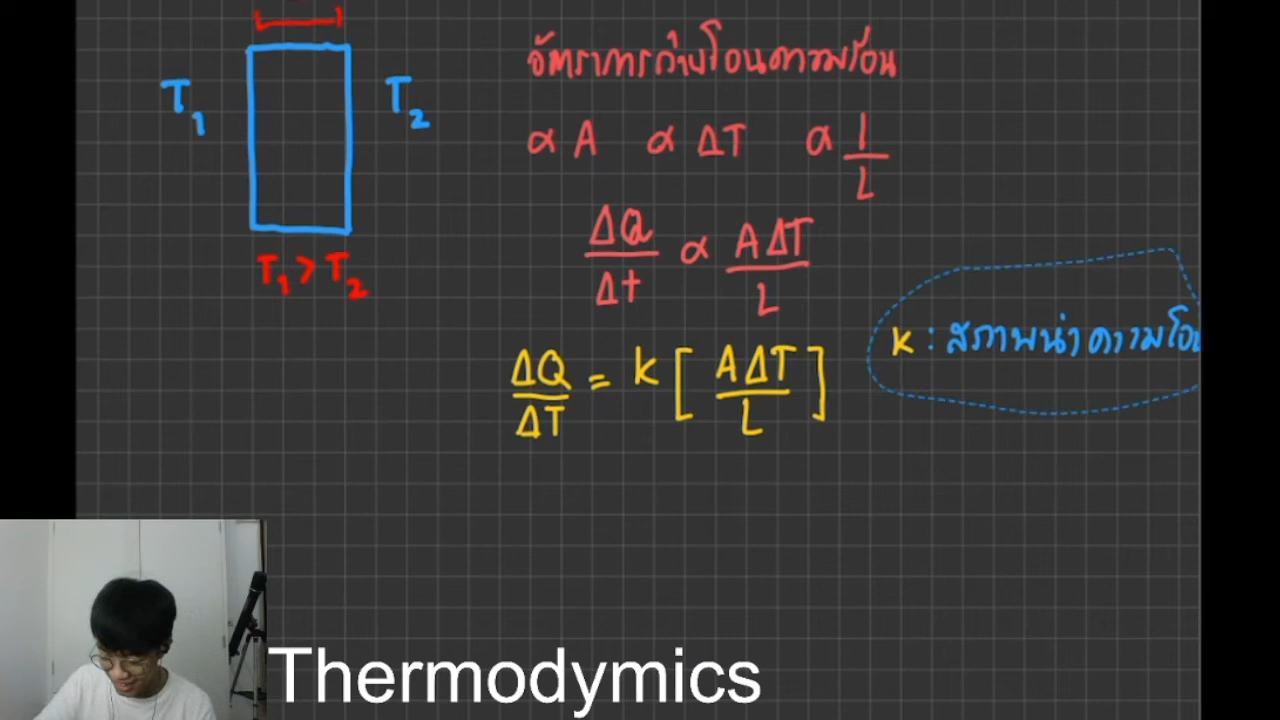 T₁ T₂
T₁ > T₂
อัตราการถ่ายโอนความร้อน
∝ A ∝ ΔT ∝ 1/L
ΔQ/Δt ∝ AΔT/L
ΔQ/ΔT = k [ AΔT/L ]
k : สภาพนำความ
Thermodymics